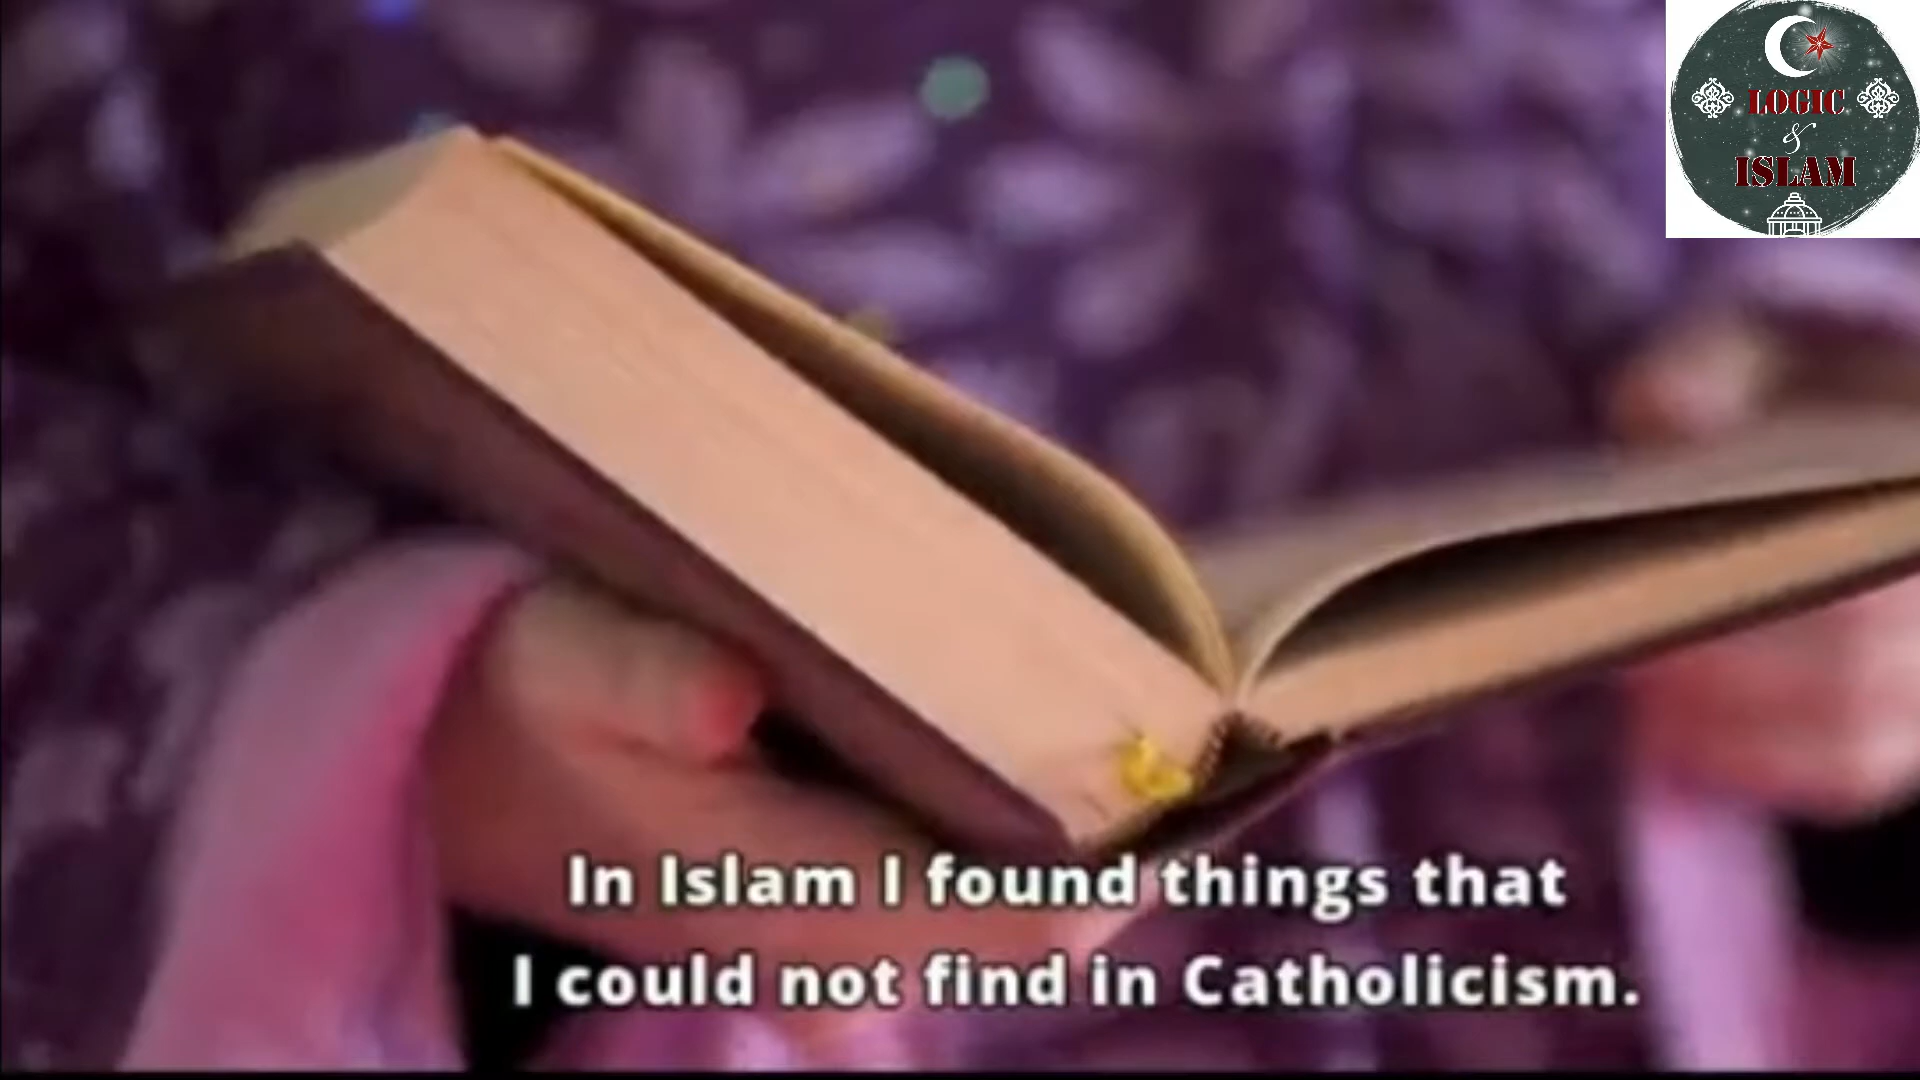 LOGIC
&
ISLAM
In Islam I found things that
I could not find in Catholicism.